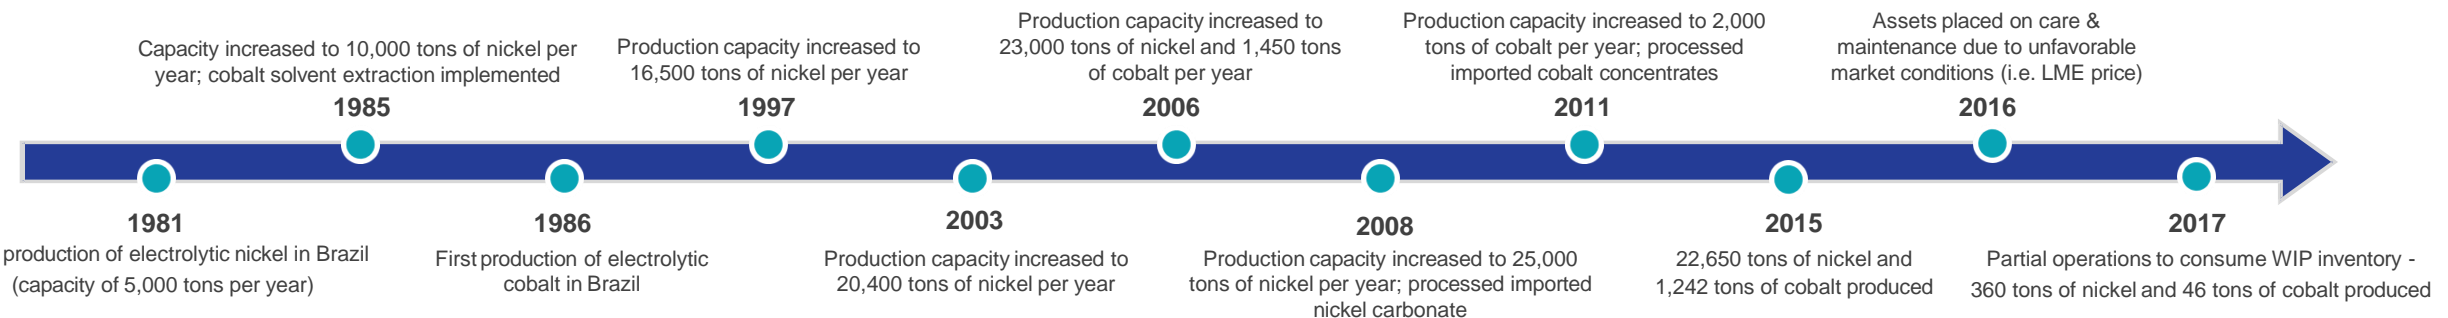 Capacity increased to 10,000 tons of nickel per
year; cobalt solvent extraction implemented
1985
Production capacity increased to
16,500 tons of nickel per year
1997
Production capacity increased to
23,000 tons of nickel and 1,450 tons
of cobalt per year
2006
Production capacity increased to 2,000
tons of cobalt per year; processed
imported cobalt concentrates
2011
Assets placed on care &
maintenance due to unfavorable
market conditions (i.e. LME price)
2016
1981
production of electrolytic nickel in Brazil
(capacity of 5,000 tons per year)
1986
First production of electrolytic
cobalt in Brazil
2003
Production capacity increased to
20,400 tons of nickel per year
2008
Production capacity increased to 25,000
tons of nickel per year; processed imported
nickel carbonate
2015
22,650 tons of nickel and
1,242 tons of cobalt produced
2017
Partial operations to consume WIP inventory -
360 tons of nickel and 46 tons of cobalt produced